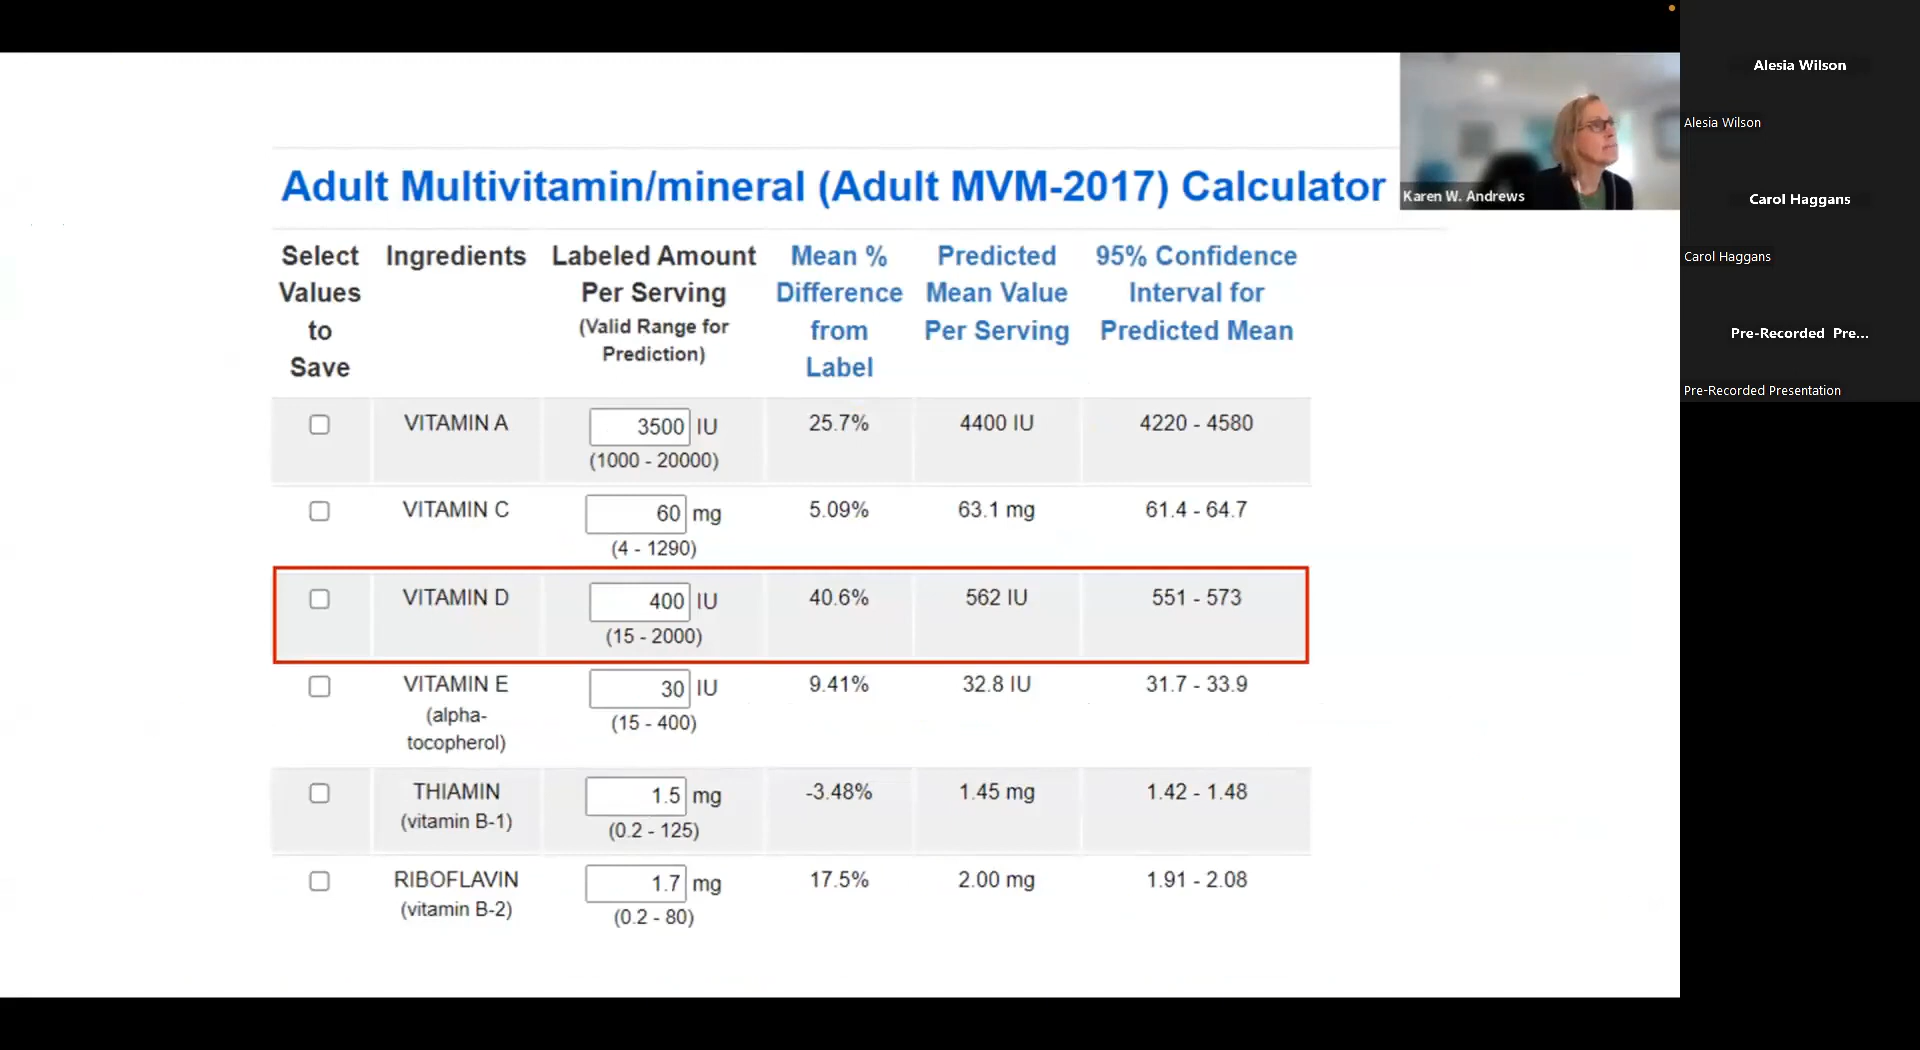 Adult Multivitamin/mineral (Adult MVM-2017) Calculator
Select Values to Save
Ingredients
Labeled Amount Per Serving
(Valid Range for Prediction)
Mean % Difference from Label
Predicted Mean Value Per Serving
95% Confidence Interval for Predicted Mean
VITAMIN A 3500 IU 25.7% 4400 IU 4220 - 4580
(1000 - 20000)
VITAMIN C 60 mg 5.09% 63.1 mg 61.4 - 64.7
(4 - 1290)
VITAMIN D 400 IU 40.6% 562 IU 551 - 573
(15 - 2000)
VITAMIN E 30 IU 9.41% 32.8 IU 31.7 - 33.9
(alpha- (15 - 400)
tocopherol)
THIAMIN 1.5 mg -3.48% 1.45 mg 1.42 - 1.48
(vitamin B-1) (0.2 - 125)
RIBOFLAVIN 1.7 mg 17.5% 2.00 mg 1.91 - 2.08
(vitamin B-2) (0.2 - 80)
Karen W. Andrews
Alesia Wilson
Alesia Wilson
Carol Haggans
Carol Haggans
Pre-Recorded Pre...
Pre-Recorded Presentation